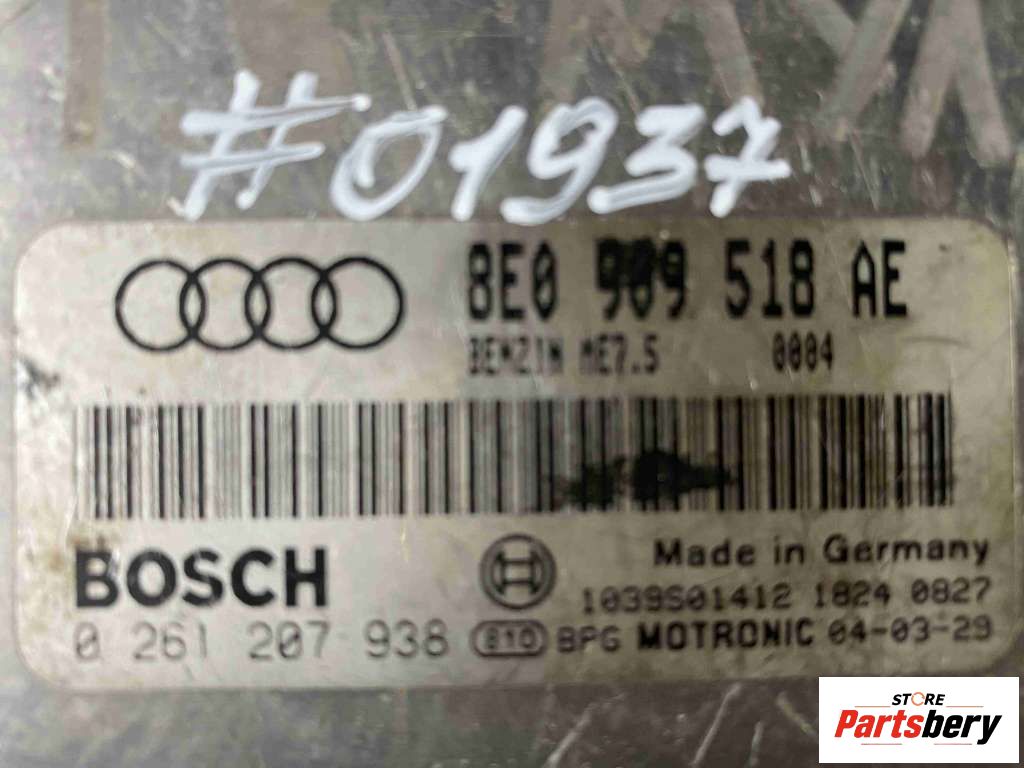 #01937
8E0 909 518 AE
BENZIN ME7.5 0004
BOSCH
Made in Germany
1039S01412 1824 0827
0 261 207 938 810 BPG MOTRONIC 04-03-29
STORE
Partsbery